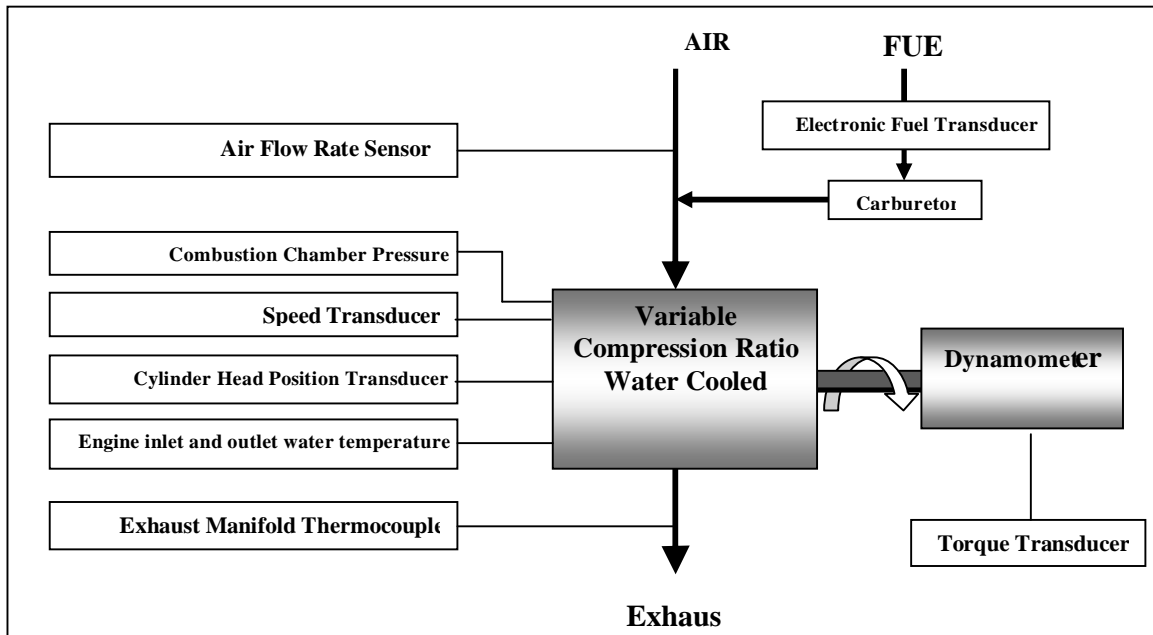 AIR
FUE
Electronic Fuel Transducer
Air Flow Rate Sensor
Carburetor
Combustion Chamber Pressure
Speed Transducer
Cylinder Head Position Transducer
Engine inlet and outlet water temperature
Exhaust Manifold Thermocouple
Variable
Compression Ratio
Water Cooled
Dynamometer
Torque Transducer
Exhaus